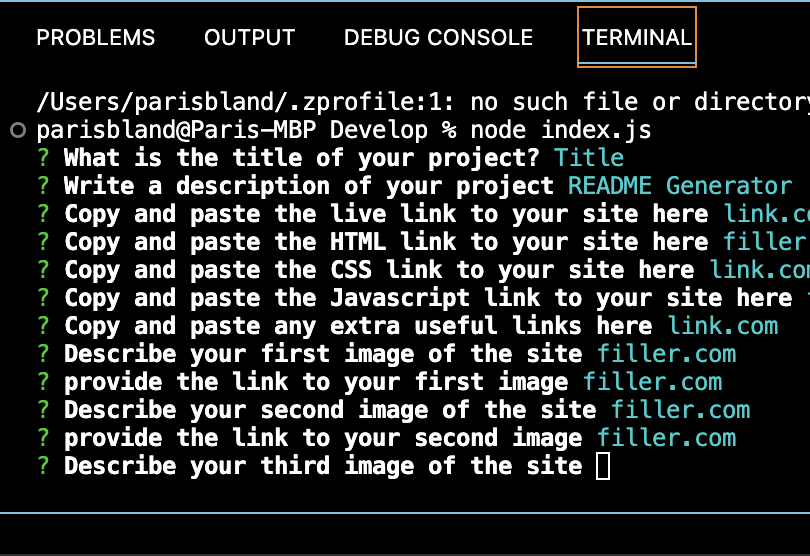 PROBLEMS OUTPUT DEBUG CONSOLE TERMINAL
/Users/parisbland/.zprofile:1: no such file or directory
parisbland@Paris-MBP Develop % node index.js
? What is the title of your project? Title
? Write a description of your project README Generator
? Copy and paste the live link to your site here link.co
? Copy and paste the HTML link to your site here filler
? Copy and paste the CSS link to your site here link.com
? Copy and paste the Javascript link to your site here
? Copy and paste any extra useful links here link.com
? Describe your first image of the site filler.com
? provide the link to your first image filler.com
? Describe your second image of the site filler.com
? provide the link to your second image filler.com
? Describe your third image of the site